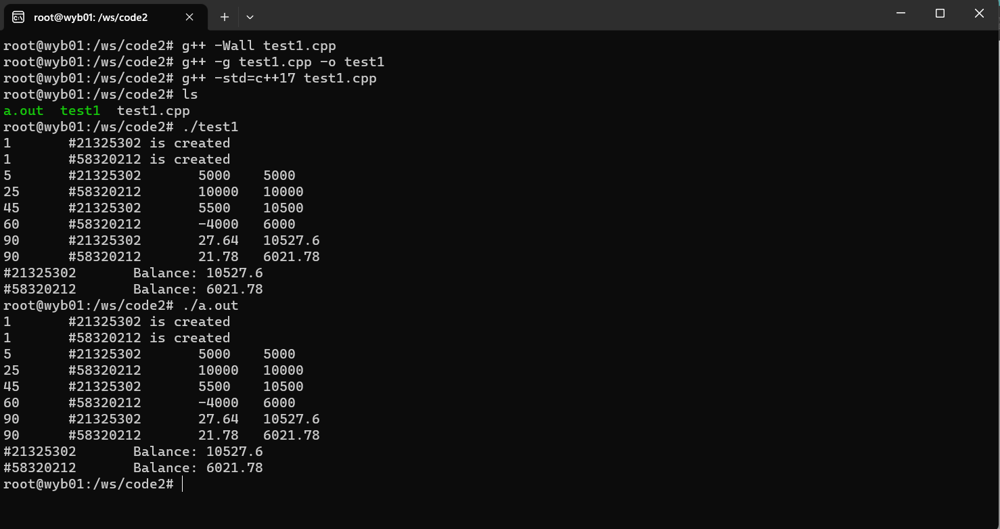 root@wyb01: /ws/code2
root@wyb01:/ws/code2# g++ -Wall test1.cpp
root@wyb01:/ws/code2# g++ -g test1.cpp -o test1
root@wyb01:/ws/code2# g++ -std=c++17 test1.cpp
root@wyb01:/ws/code2# ls
a.out  test1  test1.cpp
root@wyb01:/ws/code2# ./test1
1       #21325302 is created
1       #58320212 is created
5       #21325302       5000    5000
25      #58320212       10000   10000
45      #21325302       5500    10500
60      #58320212       -4000   6000
90      #21325302       27.64   10527.6
90      #58320212       21.78   6021.78
#21325302       Balance: 10527.6
#58320212       Balance: 6021.78
root@wyb01:/ws/code2# ./a.out
1       #21325302 is created
1       #58320212 is created
5       #21325302       5000    5000
25      #58320212       10000   10000
45      #21325302       5500    10500
60      #58320212       -4000   6000
90      #21325302       27.64   10527.6
90      #58320212       21.78   6021.78
#21325302       Balance: 10527.6
#58320212       Balance: 6021.78
root@wyb01:/ws/code2#